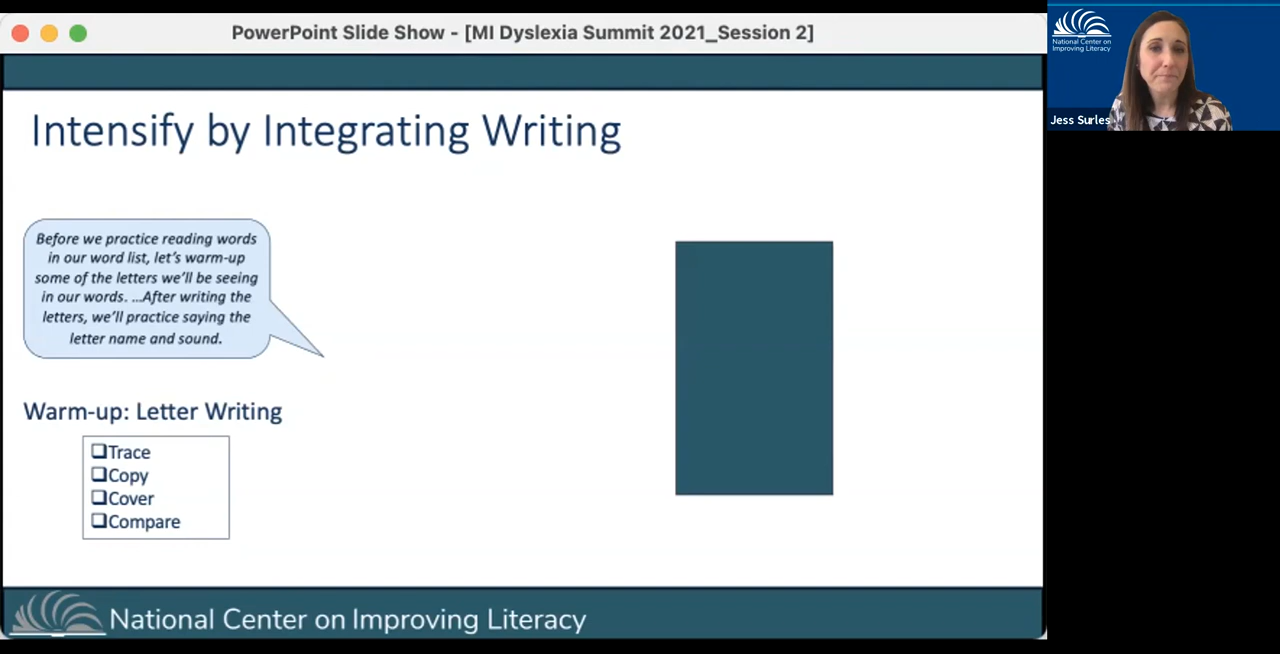 PowerPoint Slide Show - [MI Dyslexia Summit 2021_Session 2]
Intensify by Integrating Writing
Before we practice reading words
in our word list, let's warm-up
some of the letters we'll be seeing
in our words. ...After writing the
letters, we'll practice saying the
letter name and sound.
Warm-up: Letter Writing
❑Trace
❑Copy
❑Cover
❑Compare
National Center on Improving Literacy
National Center on
Improving Literacy
Jess Surles